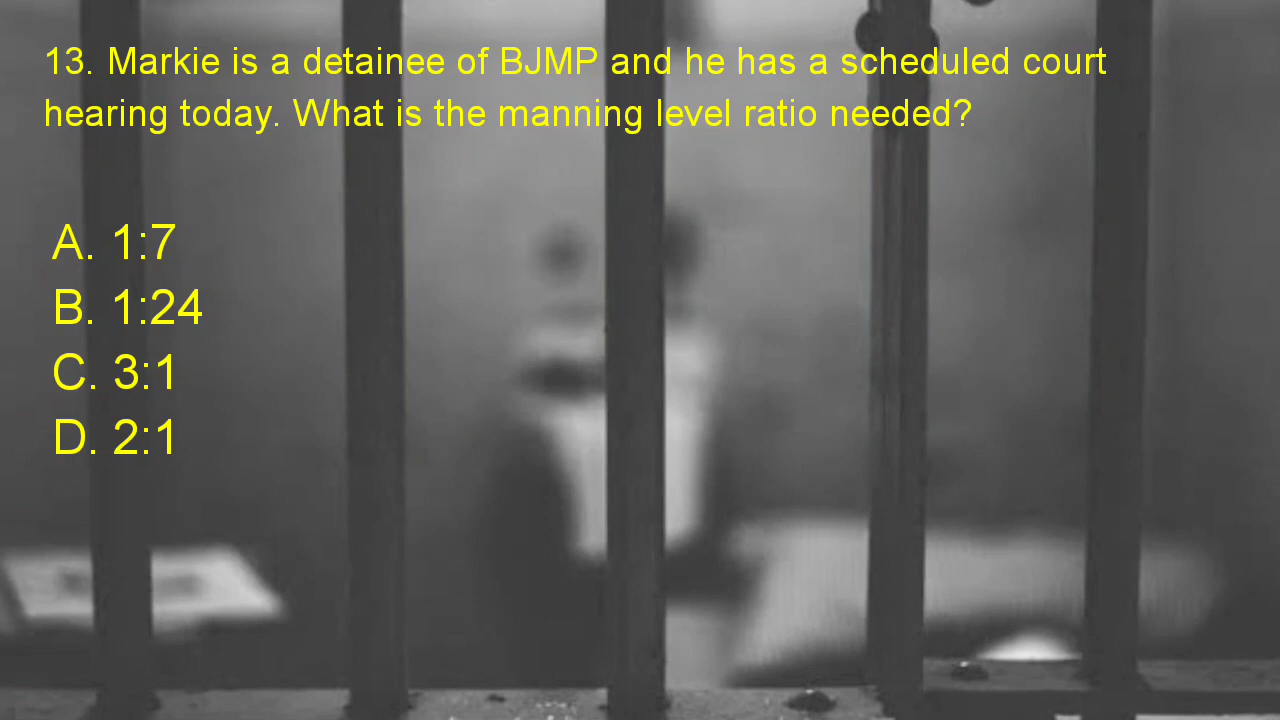 13. Markie is a detainee of BJMP and he has a scheduled court
hearing today. What is the manning level ratio needed?
A. 1:7
B. 1:24
C. 3:1
D. 2:1